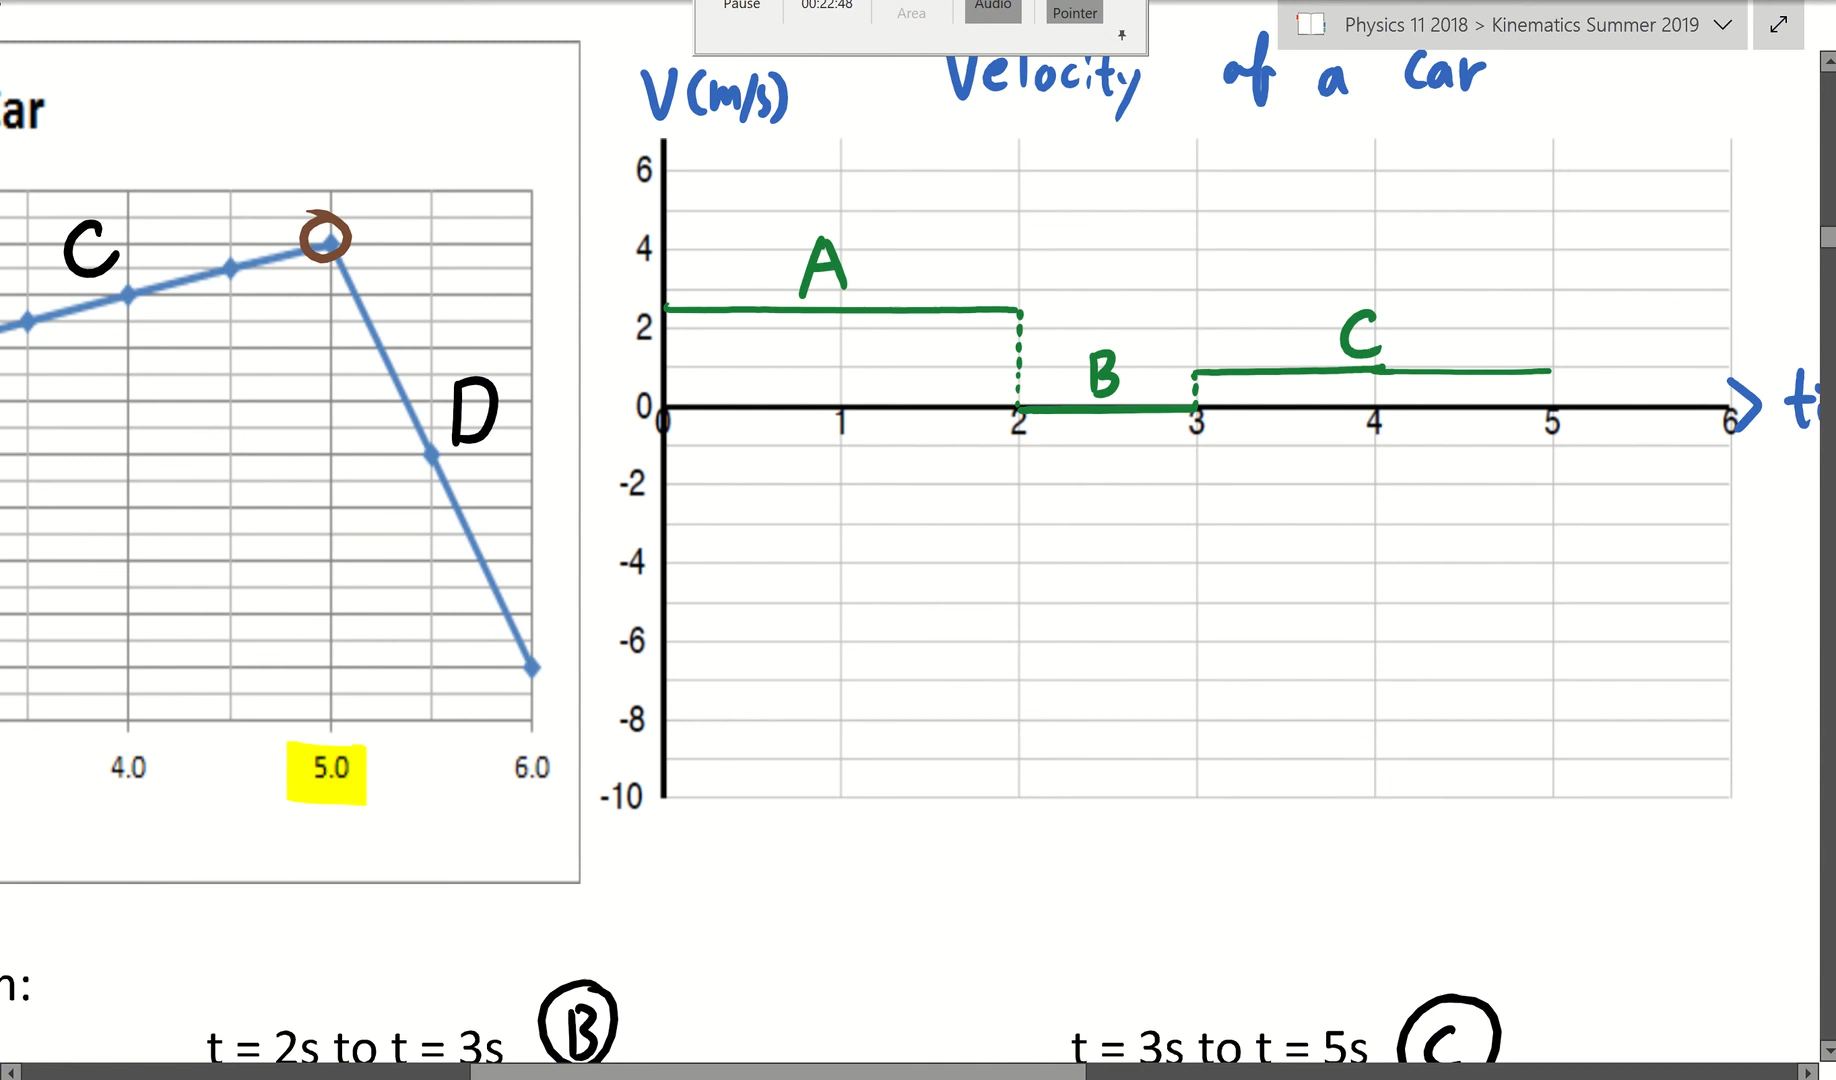 Pause 00:22:48 Area Audio Pointer
Physics 11 2018 > Kinematics Summer 2019
V(m/s) Velocity of a Car
ar
C
D
4.0 5.0 6.0
6
4
2
0
-2
-4
-6
-8
-10
0 1 2 3 4 5 6
A
B
C
t = 2s to t = 3s B
t = 3s to t = 5s C